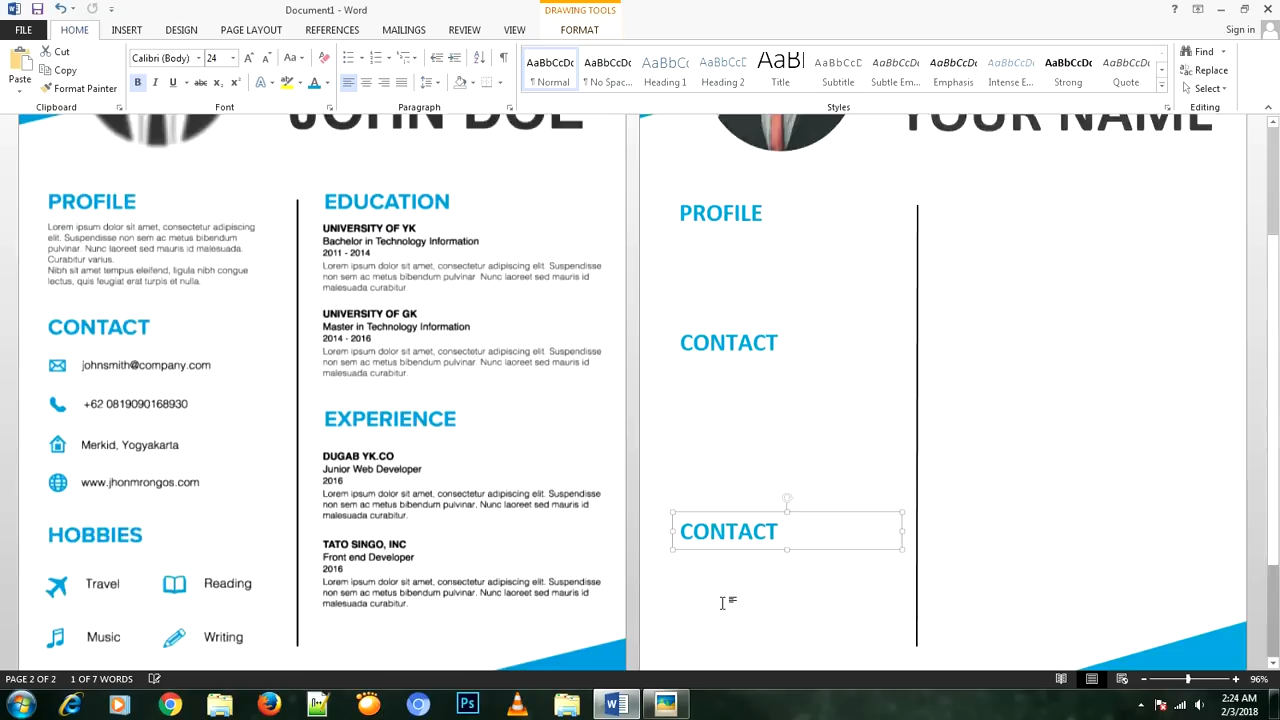 Document1 - Word
DRAWING TOOLS
?
FILE
HOME
INSERT
DESIGN
PAGE LAYOUT
REFERENCES
MAILINGS
REVIEW
VIEW
FORMAT
Sign in
Paste
Cut
Copy
Format Painter
Clipboard
Calibri (Body)
24
Aa
B I U abc x₂ x²
Font
Paragraph
AaBbCcDc
¶ Normal
AaBbCcDc
¶ No Spac...
AaBbCc
Heading 1
AaBbCcD
Heading 2
AaBl
Title
AaBbCcD
Subtitle
AaBbCcDc
Subtle Em...
AaBbCcDc
Emphasis
AaBbCcDc
Intense E...
AaBbCcDc
Strong
AaBbCcDc
Quote
Styles
Find
Replace
Select
Editing
JOHN DOE
PROFILE
Lorem ipsum dolor sit amet, consectetur adipiscing
elit. Suspendisse non sem ac metus bibendum
pulvinar. Nunc laoreet sed mauris id malesuada.
Curabitur varius.
Nibh sit amet tempus eleifend, ligula nibh congue
lectus, quis feugiat erat turpis et nulla.
CONTACT
johnsmith@company.com
+62 0819090168930
Merkid, Yogyakarta
www.jhonmrongos.com
HOBBIES
Travel
Reading
Music
Writing
EDUCATION
UNIVERSITY OF YK
Bachelor in Technology Information
2011 - 2014
Lorem ipsum dolor sit amet, consectetur adipiscing elit. Suspendisse
non sem ac metus bibendum pulvinar. Nunc laoreet sed mauris id
malesuada curabitur.
UNIVERSITY OF GK
Master in Technology Information
2014 - 2016
Lorem ipsum dolor sit amet, consectetur adipiscing elit. Suspendisse
non sem ac metus bibendum pulvinar. Nunc laoreet sed mauris id
malesuada curabitur.
EXPERIENCE
DUGAB YK.CO
Junior Web Developer
2016
Lorem ipsum dolor sit amet, consectetur adipiscing elit. Suspendisse
non sem ac metus bibendum pulvinar. Nunc laoreet sed mauris id
malesuada curabitur.
TATO SINGO, INC
Front end Developer
2016
Lorem ipsum dolor sit amet, consectetur adipiscing elit. Suspendisse
non sem ac metus bibendum pulvinar. Nunc laoreet sed mauris id
malesuada curabitur.
YOUR NAME
PROFILE
CONTACT
CONTACT
PAGE 2 OF 2
1 OF 7 WORDS
96%
Ps
2:24 AM
2/3/2018